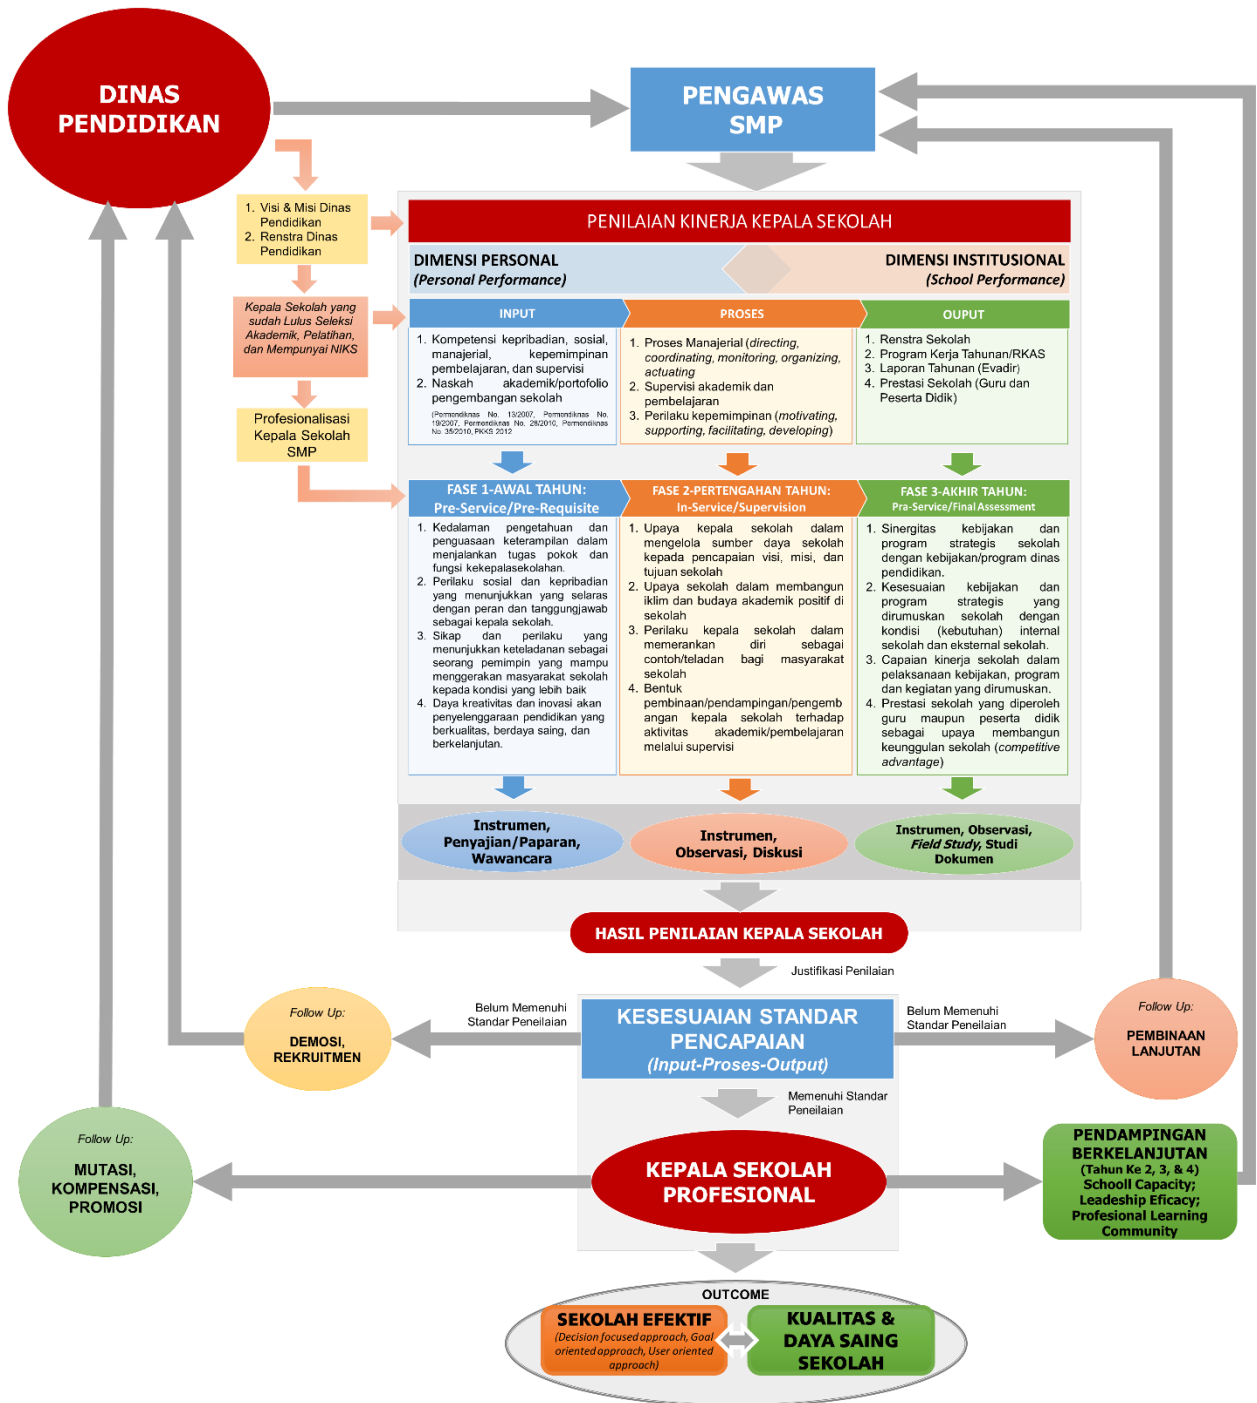 DINAS
PENDIDIKAN
PENGAWAS
SMP
1. Visi & Misi Dinas
Pendidikan
2. Renstra Dinas
Pendidikan
Kepala Sekolah yang
sudah Lulus Seleksi
Akademik, Pelatihan,
dan Mempunyai NIKS
Profesionalisasi
Kepala Sekolah
SMP
PENILAIAN KINERJA KEPALA SEKOLAH
DIMENSI PERSONAL
(Personal Performance)
DIMENSI INSTITUSIONAL
(School Performance)
INPUT
1. Kompetensi kepribadian, sosial,
manajerial, kepemimpinan
pembelajaran, dan supervisi
2. Naskah akademik/portofolio
pengembangan sekolah
(Permendiknas No. 13/2007, Permendiknas No.
19/2007, Permendiknas No. 28/2010, Permendiknas
No. 35/2010, PKKS 2012
PROSES
1. Proses Manajerial (directing,
coordinating, monitoring, organizing,
actuating
2. Supervisi akademik dan
pembelajaran
3. Perilaku kepemimpinan (motivating,
supporting, facilitating, developing)
OUPUT
1. Renstra Sekolah
2. Program Kerja Tahunan/RKAS
3. Laporan Tahunan (Evadir)
4. Prestasi Sekolah (Guru dan
Peserta Didik)
FASE 1-AWAL TAHUN:
Pre-Service/Pre-Requisite
1. Kedalaman pengetahuan dan
penguasaan keterampilan dalam
menjalankan tugas pokok dan
fungsi kekepalasekolahan.
2. Perilaku sosial dan kepribadian
yang menunjukkan yang selaras
dengan peran dan tanggungjawab
sebagai kepala sekolah.
3. Sikap dan perilaku yang
menunjukkan keteladanan sebagai
seorang pemimpin yang mampu
menggerakan masyarakat sekolah
kepada kondisi yang lebih baik
4. Daya kreativitas dan inovasi akan
penyelenggaraan pendidikan yang
berkualitas, berdaya saing, dan
berkelanjutan.
FASE 2-PERTENGAHAN TAHUN:
In-Service/Supervision
1. Upaya kepala sekolah dalam
mengelola sumber daya sekolah
kepada pencapaian visi, misi, dan
tujuan sekolah
2. Upaya sekolah dalam membangun
iklim dan budaya akademik positif di
sekolah
3. Perilaku kepala sekolah dalam
memerankan diri sebagai
contoh/teladan bagi masyarakat
sekolah
4. Bentuk
pembinaan/pendampingan/pengemb
angan kepala sekolah terhadap
aktivitas akademik/pembelajaran
melalui supervisi
FASE 3-AKHIR TAHUN:
Pra-Service/Final Assessment
1. Sinergitas kebijakan dan
program strategis sekolah
dengan kebijakan/program dinas
pendidikan.
2. Kesesuaian kebijakan dan
program strategis yang
dirumuskan sekolah dengan
kondisi (kebutuhan) internal
sekolah dan eksternal sekolah.
3. Capaian kinerja sekolah dalam
pelaksanaan kebijakan, program
dan kegiatan yang dirumuskan.
4. Prestasi sekolah yang diperoleh
guru maupun peserta didik
sebagai upaya membangun
keunggulan sekolah (competitive
advantage)
Instrumen,
Penyajian/Paparan,
Wawancara
Instrumen,
Observasi, Diskusi
Instrumen, Observasi,
Field Study, Studi
Dokumen
HASIL PENILAIAN KEPALA SEKOLAH
Justifikasi Penilaian
Follow Up:
DEMOSI,
REKRUITMEN
Belum Memenuhi
Standar Peneilaian
KESESUAIAN STANDAR
PENCAPAIAN
(Input-Proses-Output)
Belum Memenuhi
Standar Peneilaian
Follow Up:
PEMBINAAN
LANJUTAN
Memenuhi Standar
Peneilaian
Follow Up:
MUTASI,
KOMPENSASI,
PROMOSI
KEPALA SEKOLAH
PROFESIONAL
PENDAMPINGAN
BERKELANJUTAN
(Tahun Ke 2, 3, & 4)
Schooll Capacity;
Leadeship Eficacy;
Profesional Learning
Community
OUTCOME
SEKOLAH EFEKTIF
(Decision focused approach, Goal
oriented approach, User oriented
approach)
KUALITAS &
DAYA SAING
SEKOLAH